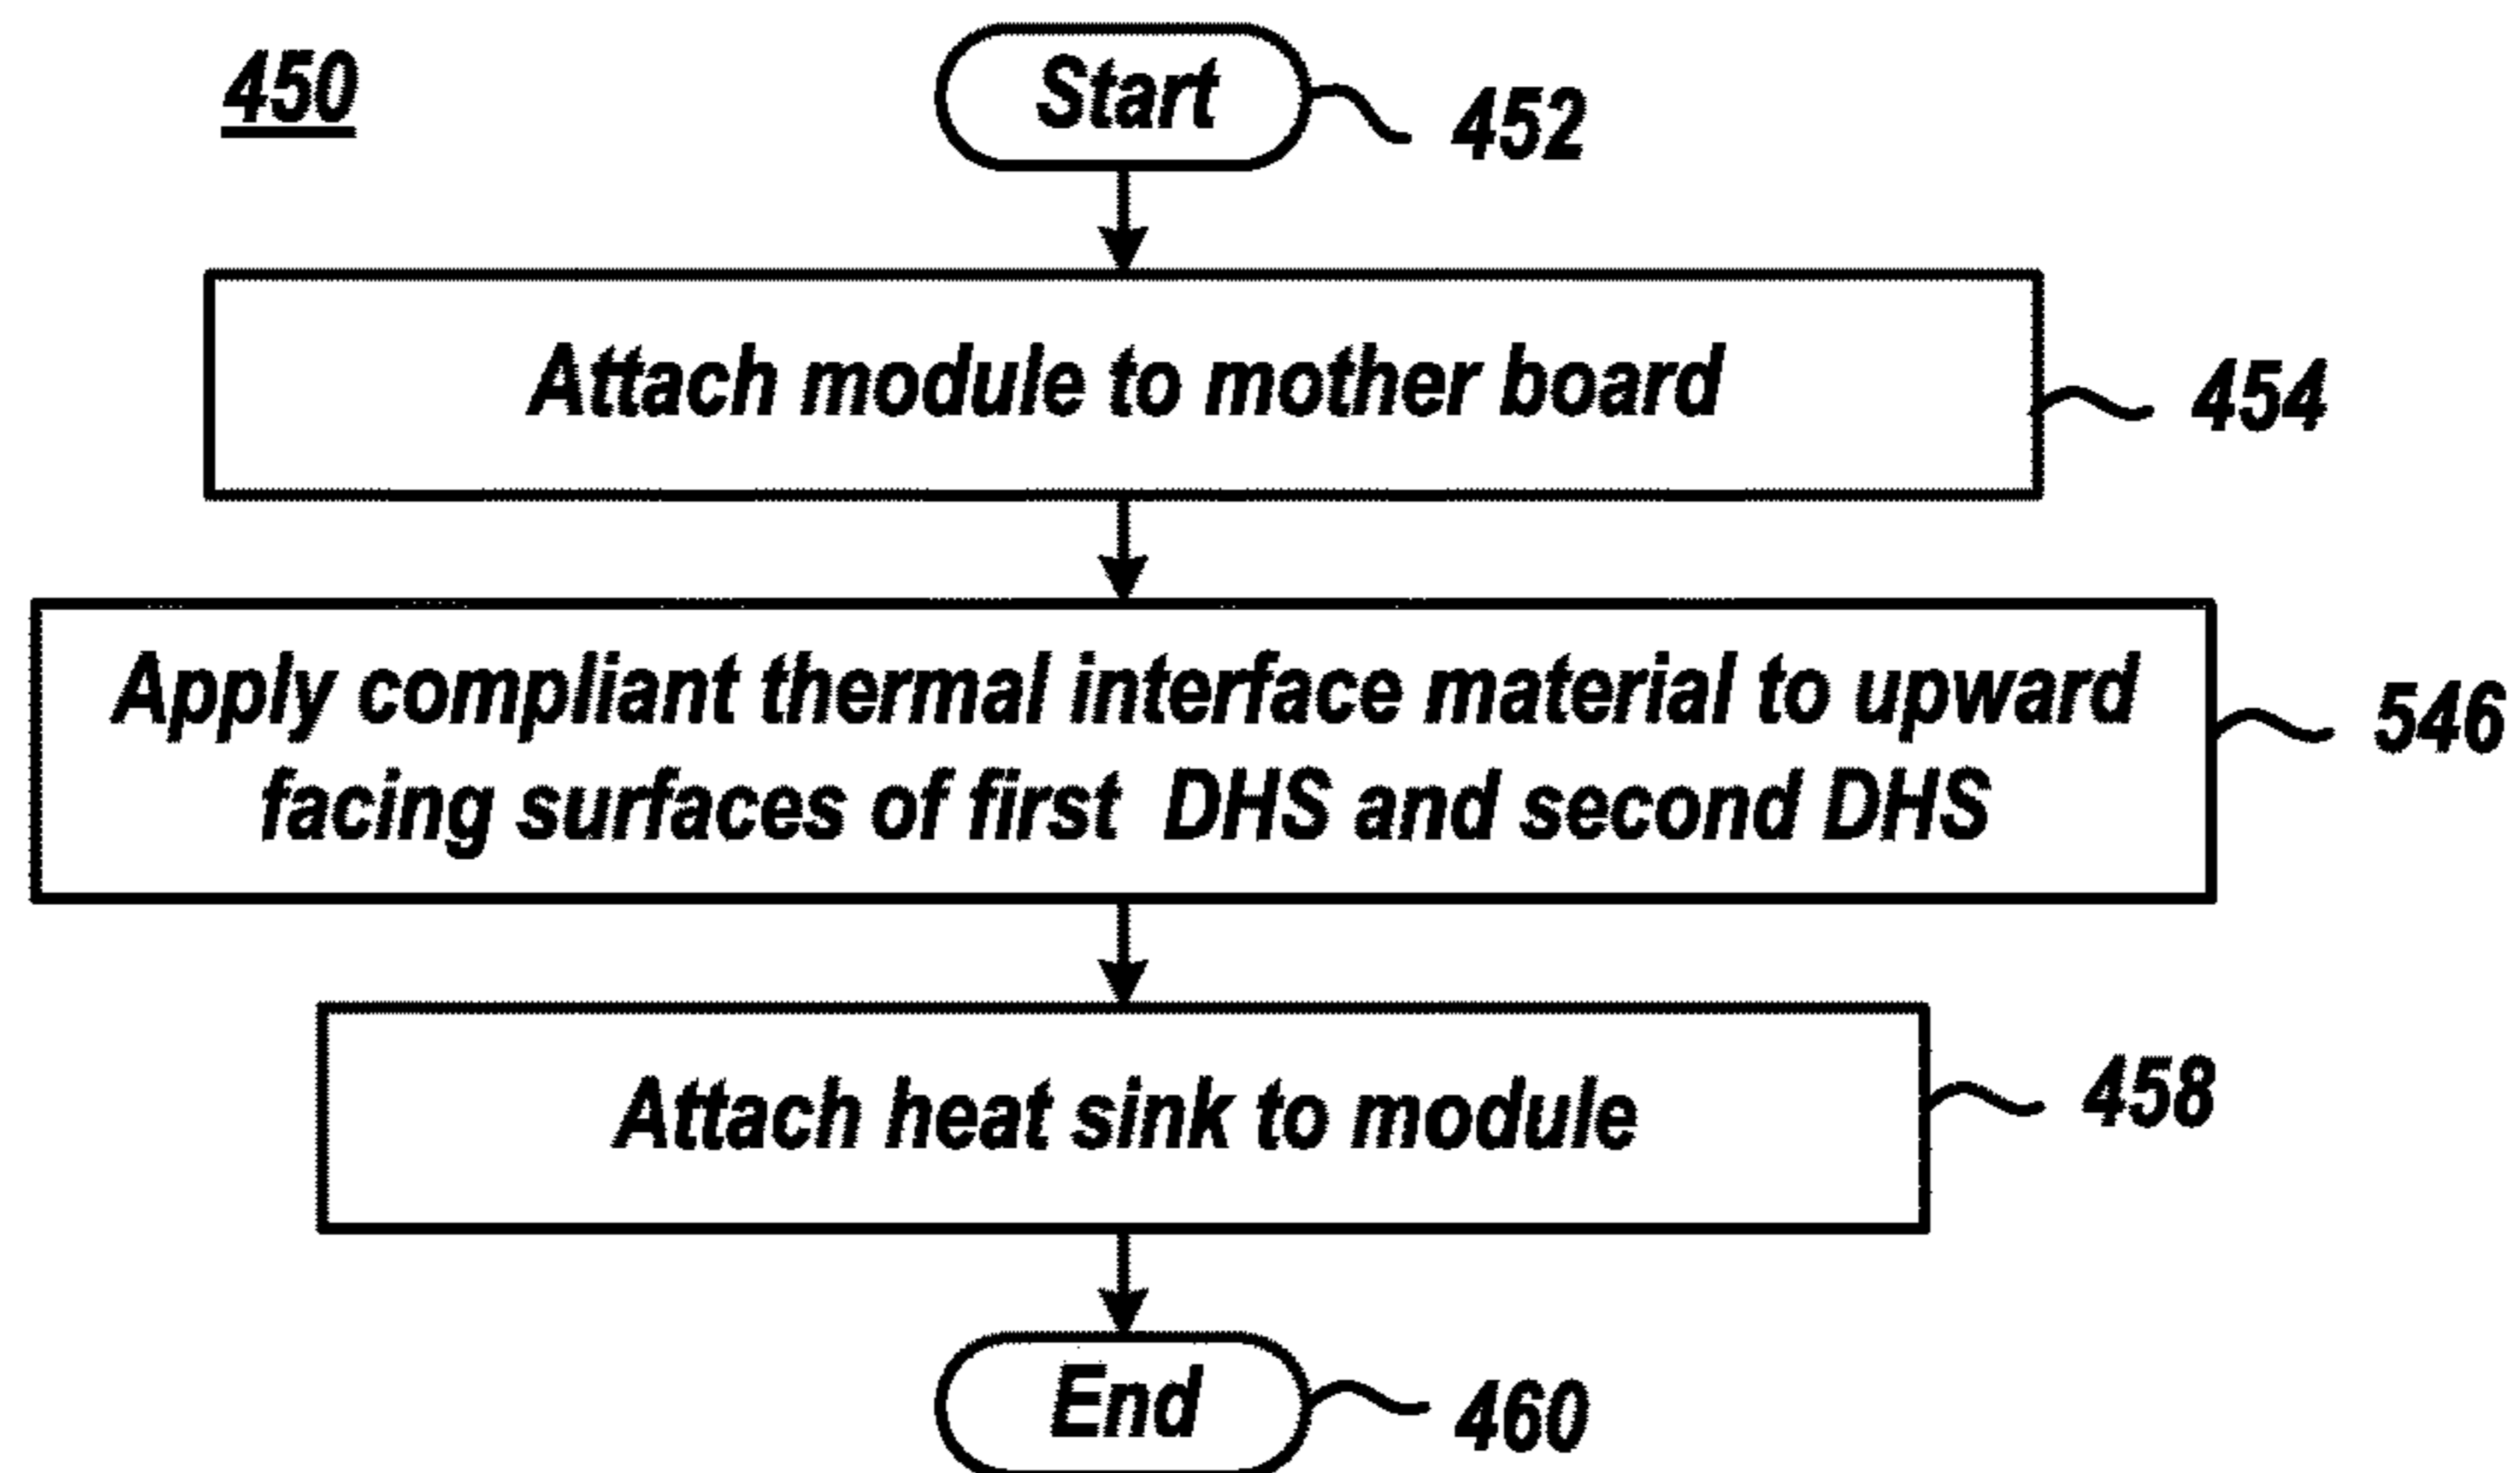 450
Start
452
Attach module to mother board
454
Apply compliant thermal interface material to upward
facing surfaces of first DHS and second DHS
546
Attach heat sink to module
458
End
460